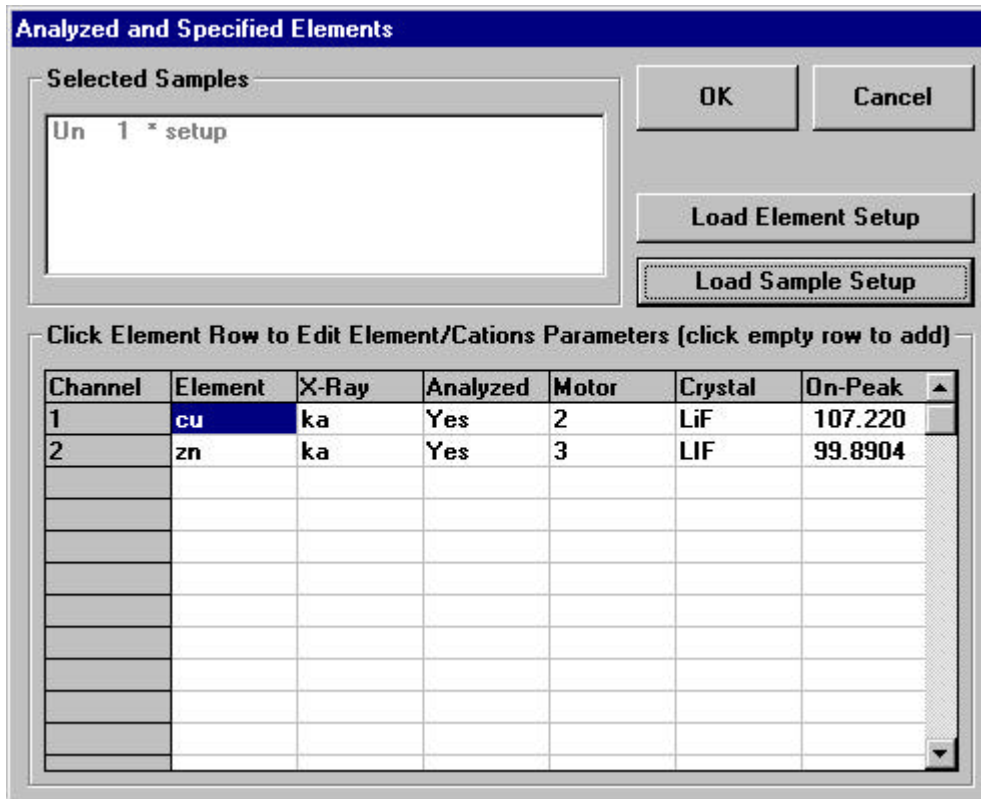 Analyzed and Specified Elements
Selected Samples
Un 1 * setup
OK
Cancel
Load Element Setup
Load Sample Setup
Click Element Row to Edit Element/Cations Parameters (click empty row to add)
Channel Element X-Ray Analyzed Motor Crystal On-Peak
1 cu ka Yes 2 LiF 107.220
2 zn ka Yes 3 LIF 99.8904